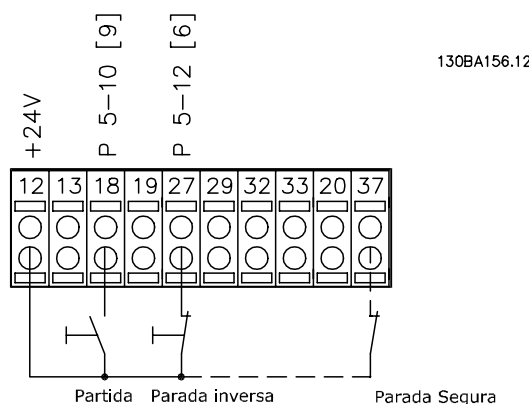 +24V
P 5-10 [9]
P 5-12 [6]
130BA156.12
12 13 18 19 27 29 32 33 20 37
Partida Parada inversa Parada Segura